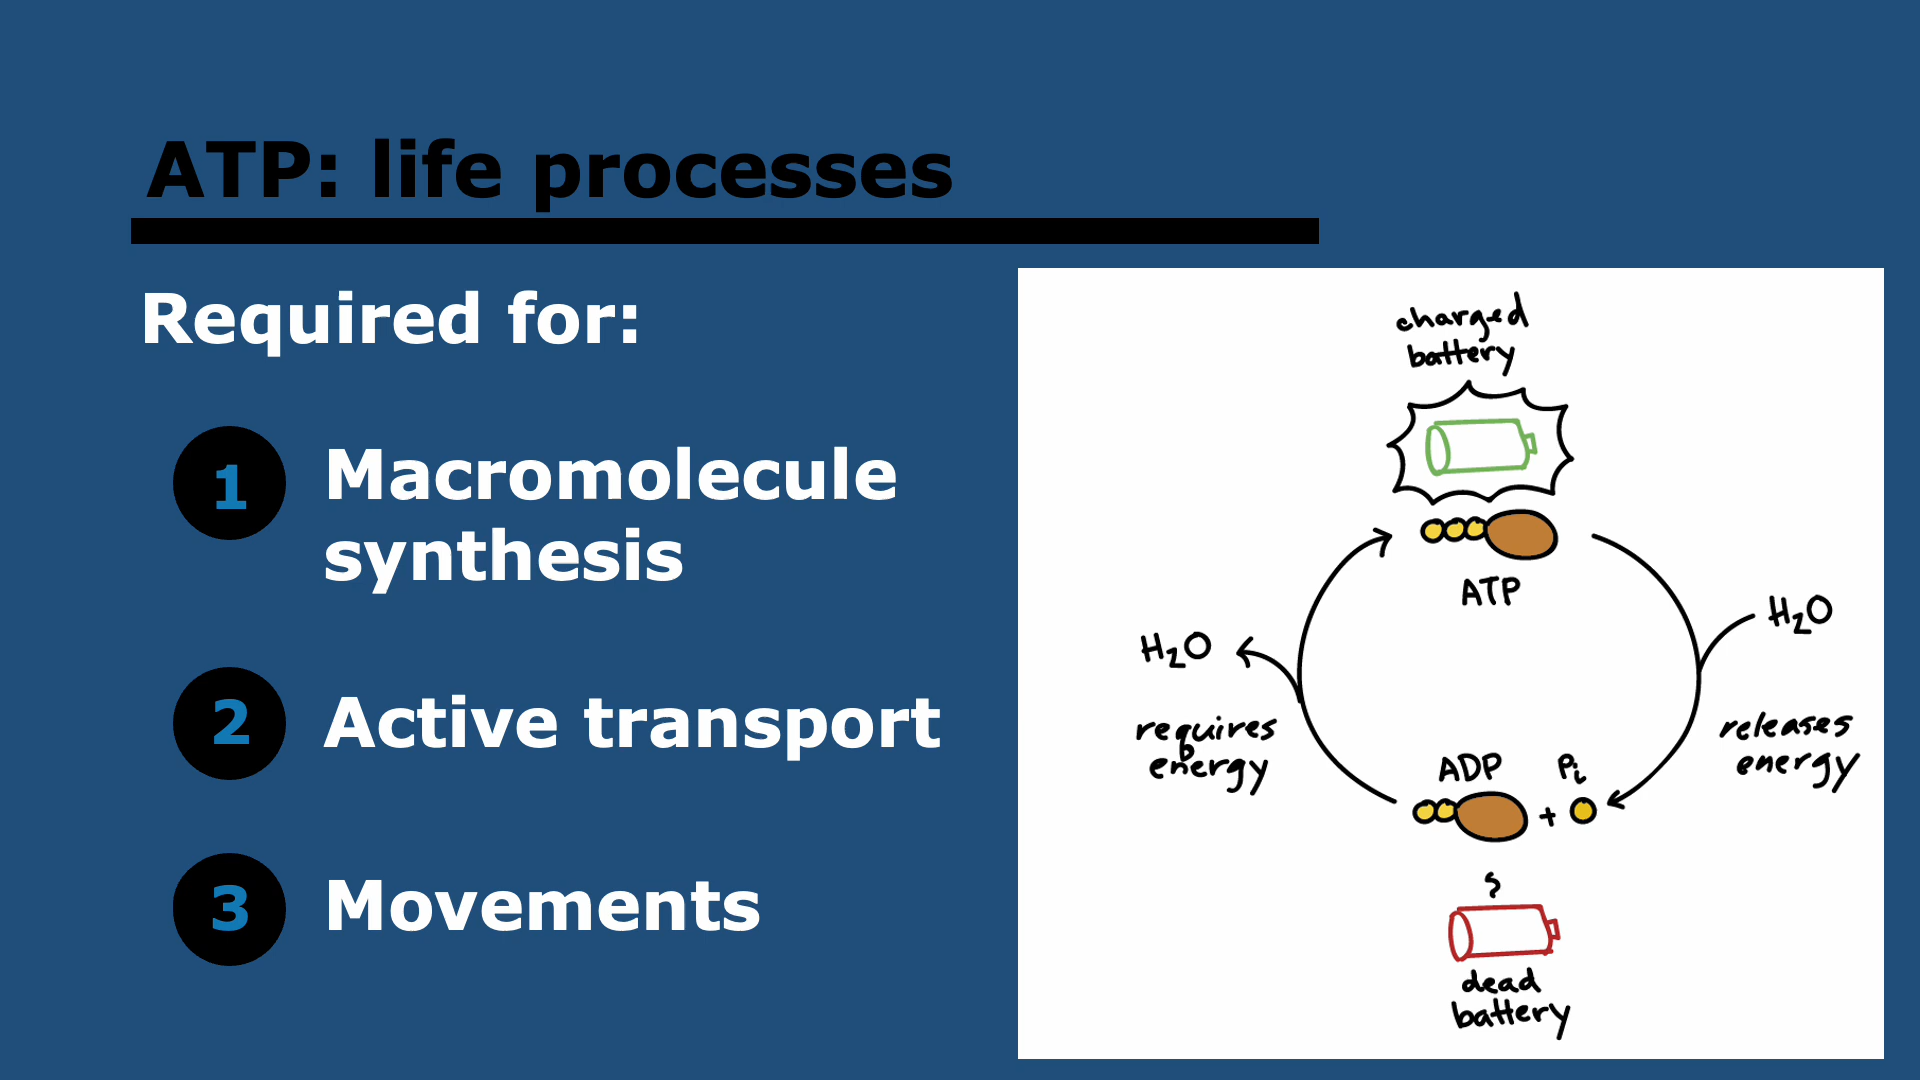 ATP: life processes
Required for:
1 Macromolecule
synthesis
2 Active transport
3 Movements
charged
battery
ATP
H₂O
H₂O
requires
energy
releases
energy
ADP + Pi
dead
battery